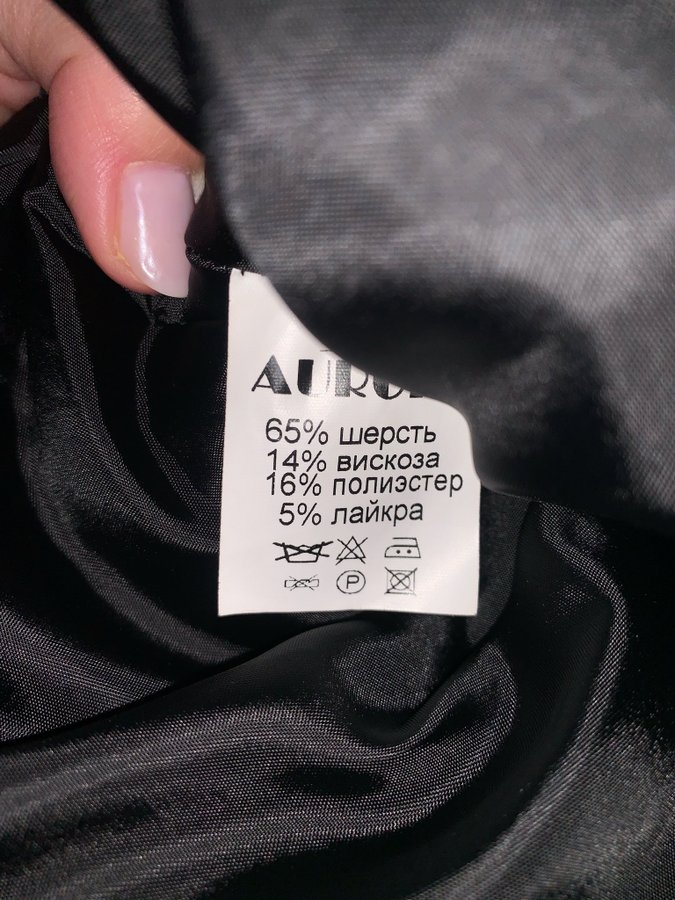 65% шерсть
14% вискоза
16% полиэстер
5% лайкра
P